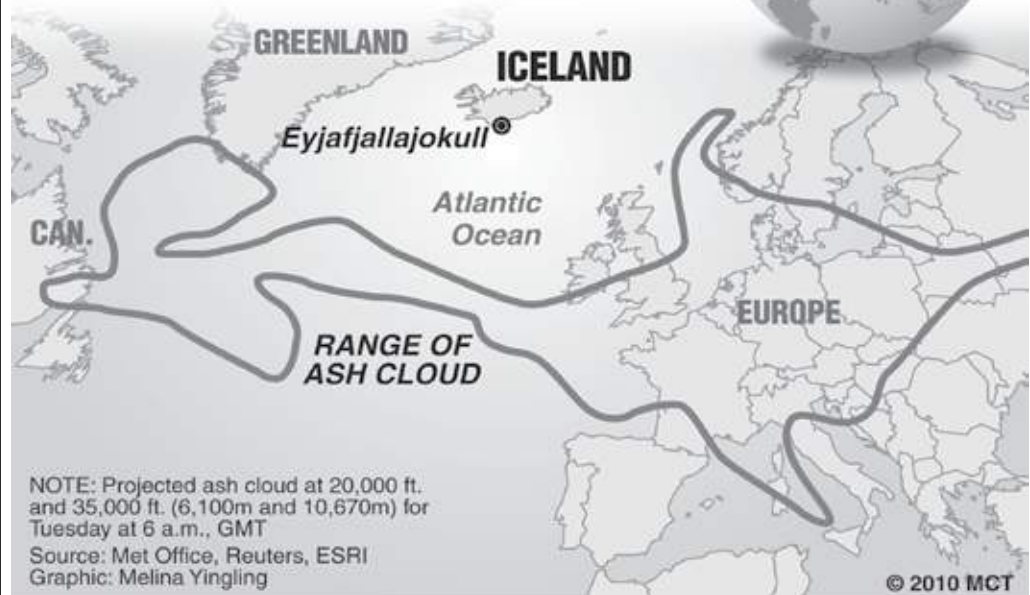 GREENLAND
ICELAND
Eyjafjallajokull
Atlantic
Ocean
CAN.
EUROPE
RANGE OF
ASH CLOUD
NOTE: Projected ash cloud at 20,000 ft.
and 35,000 ft. (6,100m and 10,670m) for
Tuesday at 6 a.m., GMT
Source: Met Office, Reuters, ESRI
Graphic: Melina Yingling
© 2010 MCT